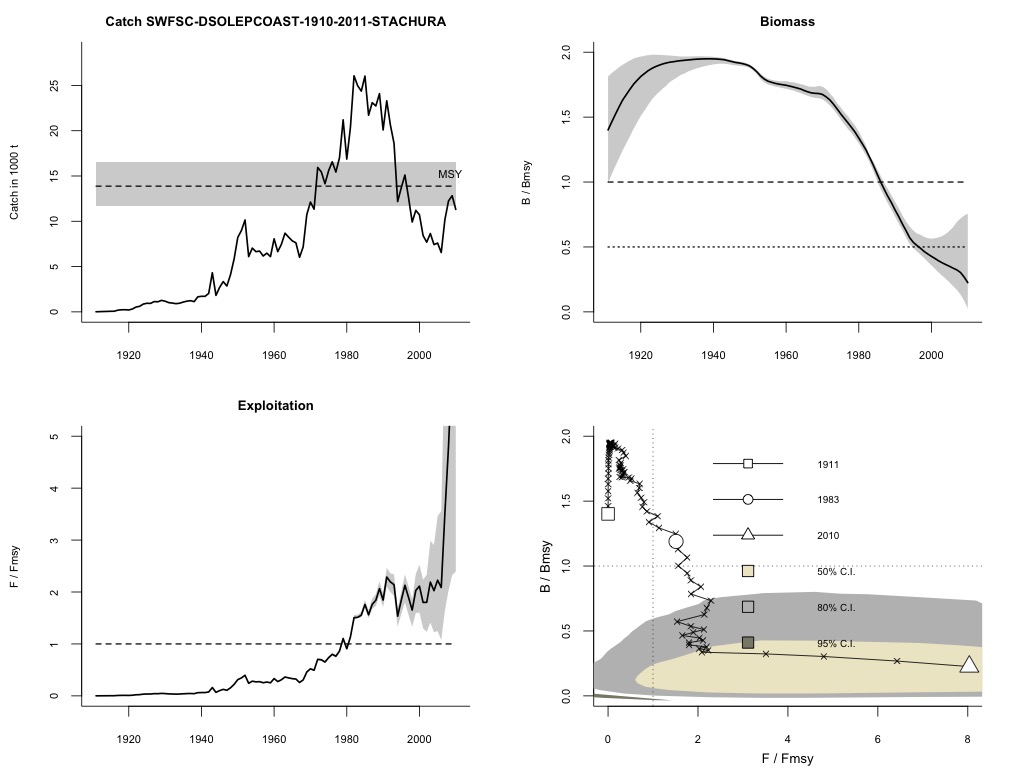 Catch SWFSC-DSOLEPCOAST-1910-2011-STACHURA
Catch in 1000 t
0 5 10 15 20 25
MSY
1920 1940 1960 1980 2000
Biomass
B / Bmsy
0.0 0.5 1.0 1.5 2.0
1920 1940 1960 1980 2000
Exploitation
F / Fmsy
0 1 2 3 4 5
1920 1940 1960 1980 2000
B / Bmsy
0.0 0.5 1.0 1.5 2.0
1911
1983
2010
50% C.I.
80% C.I.
95% C.I.
0 2 4 6 8
F / Fmsy